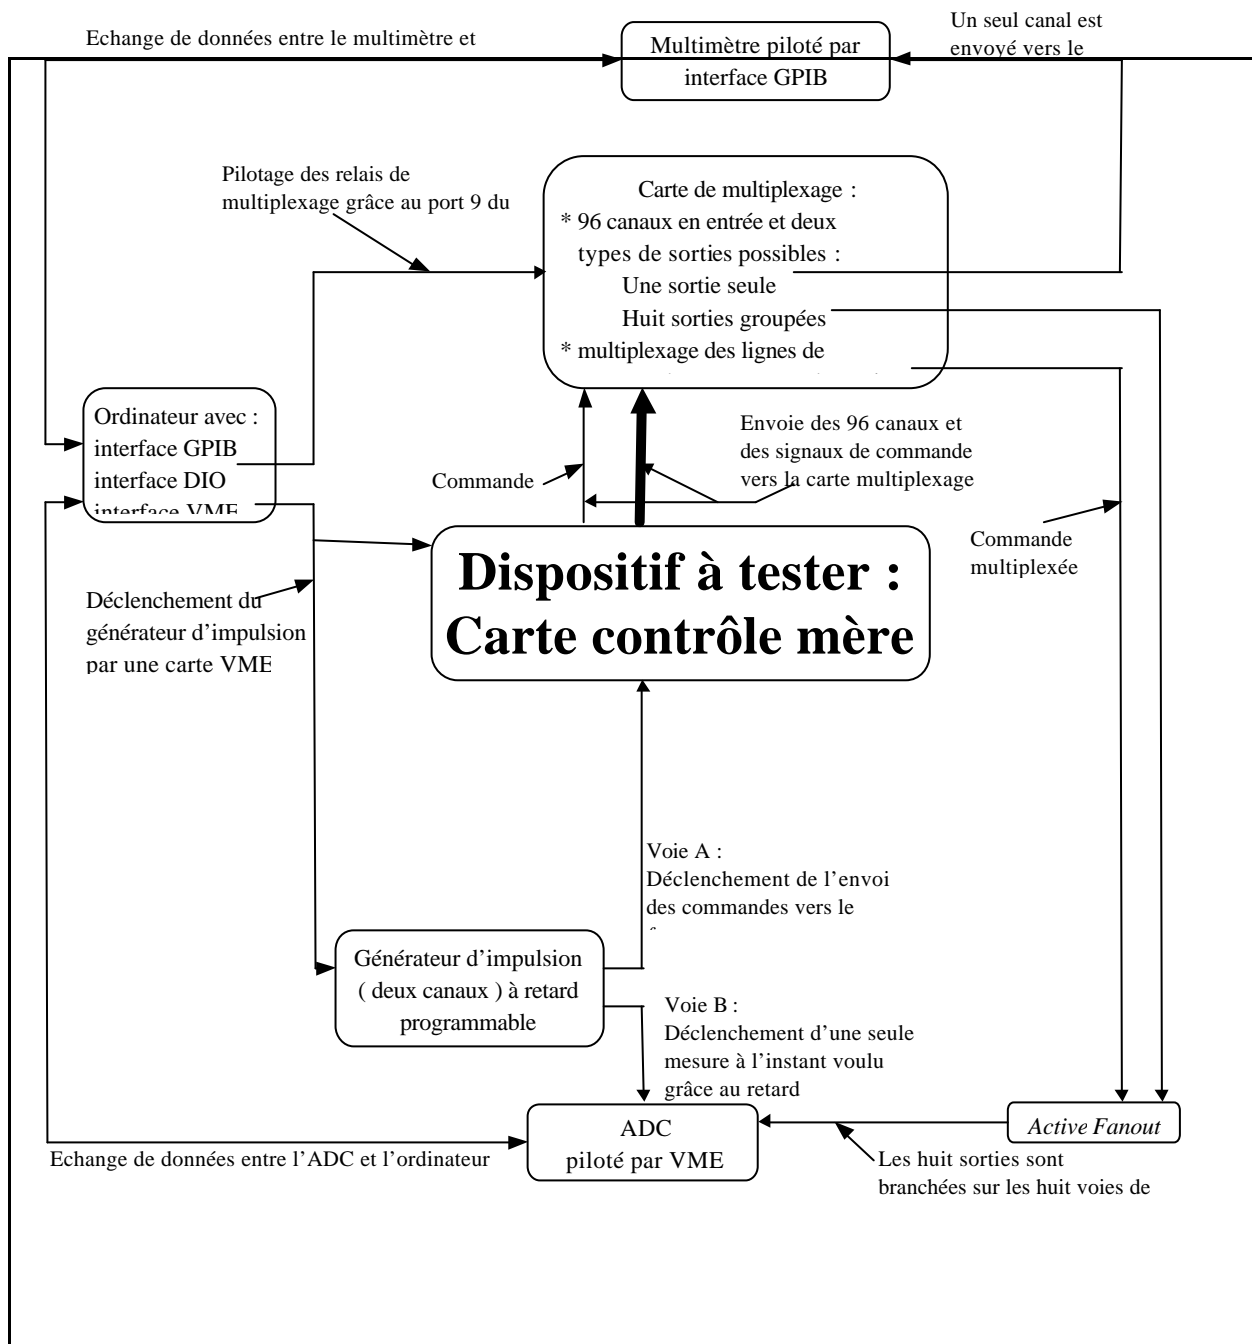 Echange de données entre le multimètre et
Multimètre piloté par
interface GPIB
Un seul canal est
envoyé vers le
Pilotage des relais de
multiplexage grâce au port 9 du
Carte de multiplexage :
* 96 canaux en entrée et deux
types de sorties possibles :
Une sortie seule
Huit sorties groupées
* multiplexage des lignes de
Ordinateur avec :
interface GPIB
interface DIO
interface VME
Commande
Envoie des 96 canaux et
des signaux de commande
vers la carte multiplexage
Commande
multiplexée
Dispositif à tester :
Carte contrôle mère
Déclenchement du
générateur d’impulsion
par une carte VME
Voie A :
Déclenchement de l’envoi
des commandes vers le
Générateur d’impulsion
( deux canaux ) à retard
programmable
Voie B :
Déclenchement d’une seule
mesure à l’instant voulu
grâce au retard
ADC
piloté par VME
Active Fanout
Echange de données entre l’ADC et l’ordinateur
Les huit sorties sont
branchées sur les huit voies de